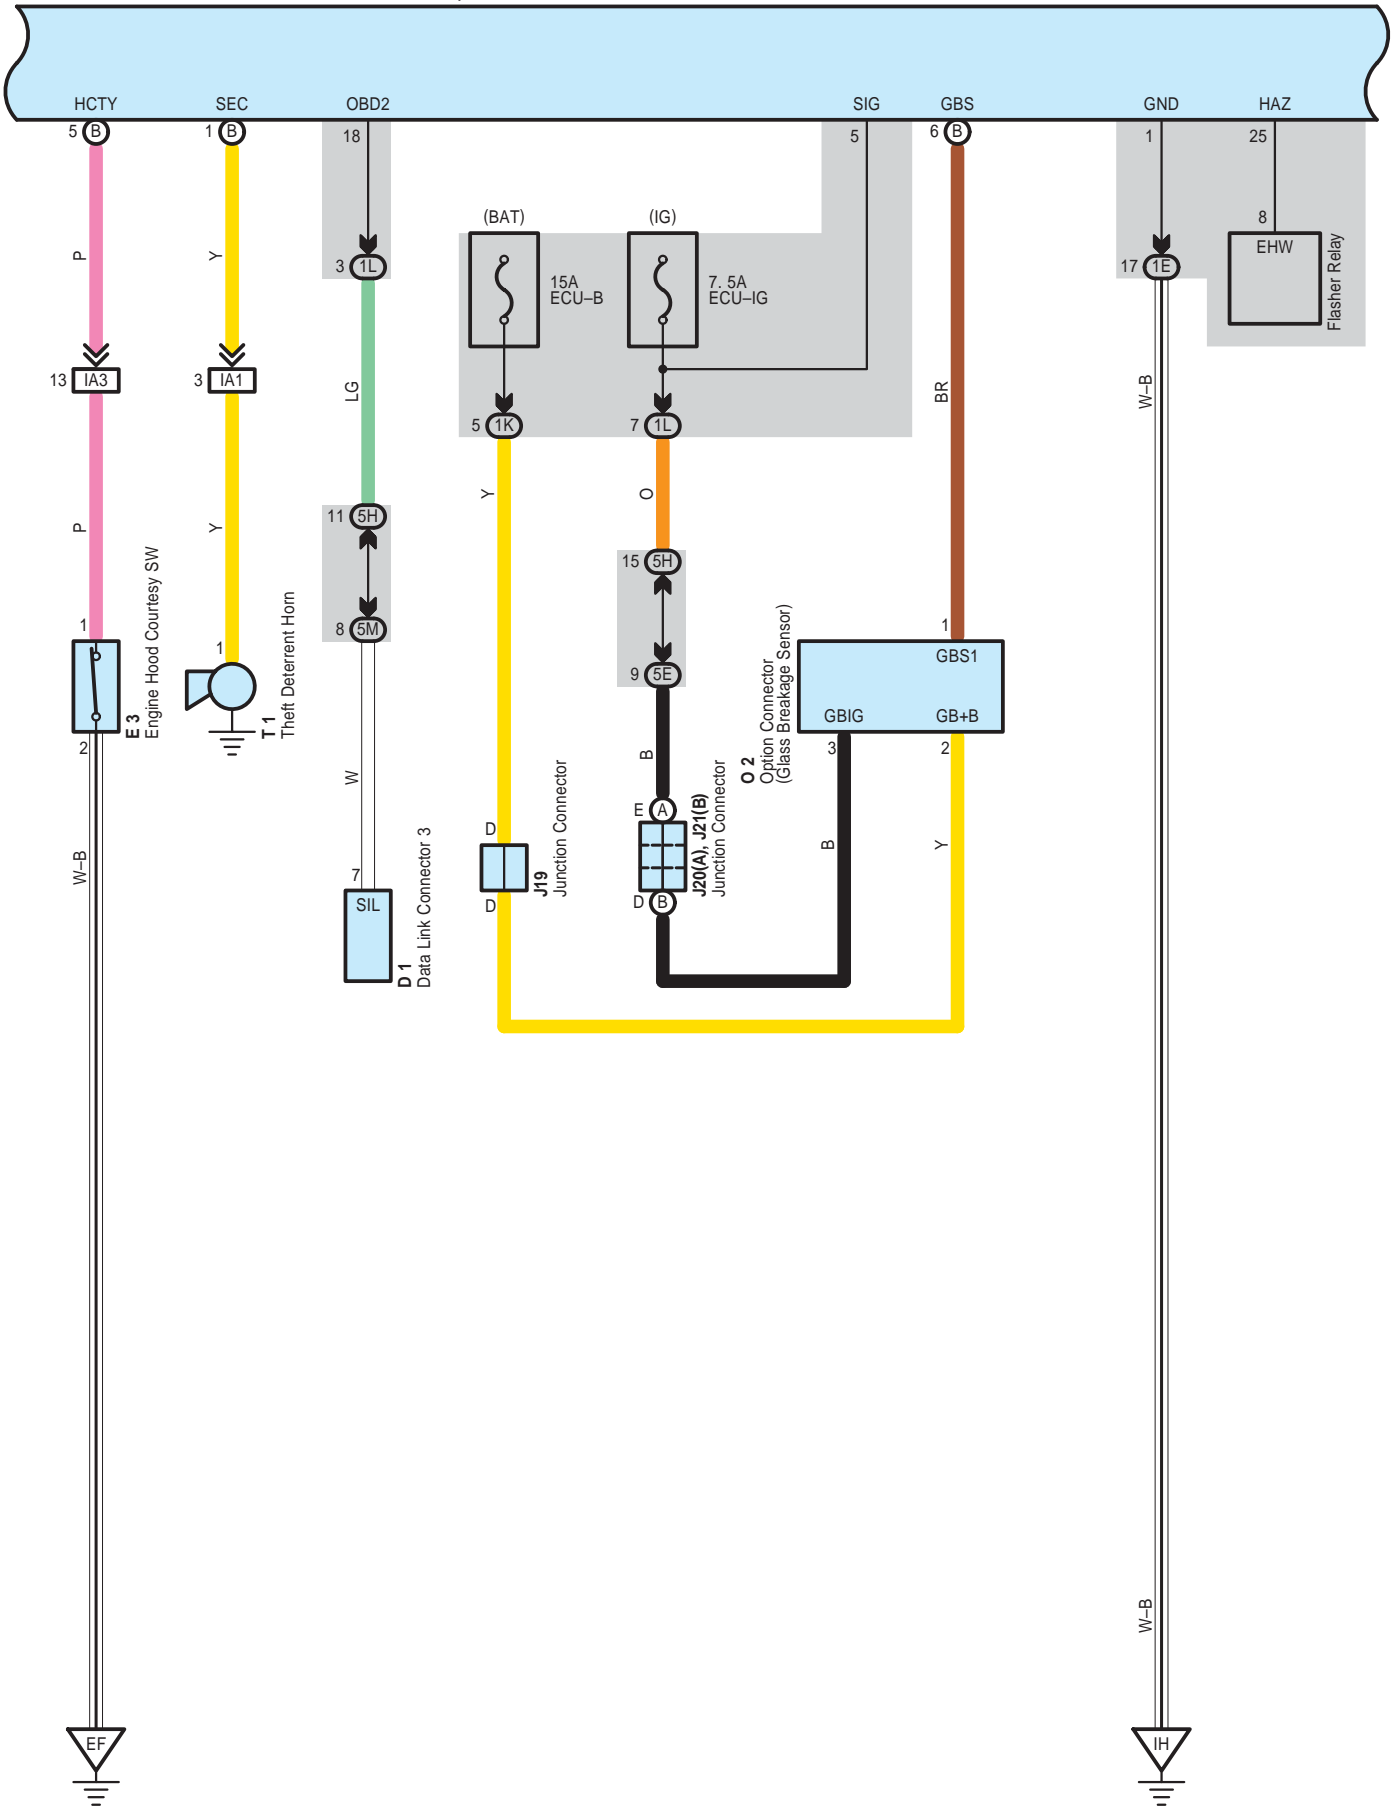 HCTY SEC OBD2 SIG GBS GND HAZ
5 B 1 B 18 5 6 B 1 25
(BAT) (IG)
8
EHW
Flasher Relay
P Y
3 1L
15A
ECU–B
7. 5A
ECU–IG
17 1E
13 IA3 3 IA1
LG
BR
W–B
5 1K 7 1L
Y O
11 5H
P Y
15 5H
1
E 3
Engine Hood Courtesy SW
1
T 1
Theft Deterrent Horn
8 5M
9 5E
1
GBS1
GBIG GB+B
3 2
O 2
Option Connector
(Glass Breakage Sensor)
2
W
B
E A
D
J19
Junction Connector
D
J20(A), J21(B)
Junction Connector
D B
B Y
W–B
7
SIL
D 1
Data Link Connector 3
W–B
EF IH